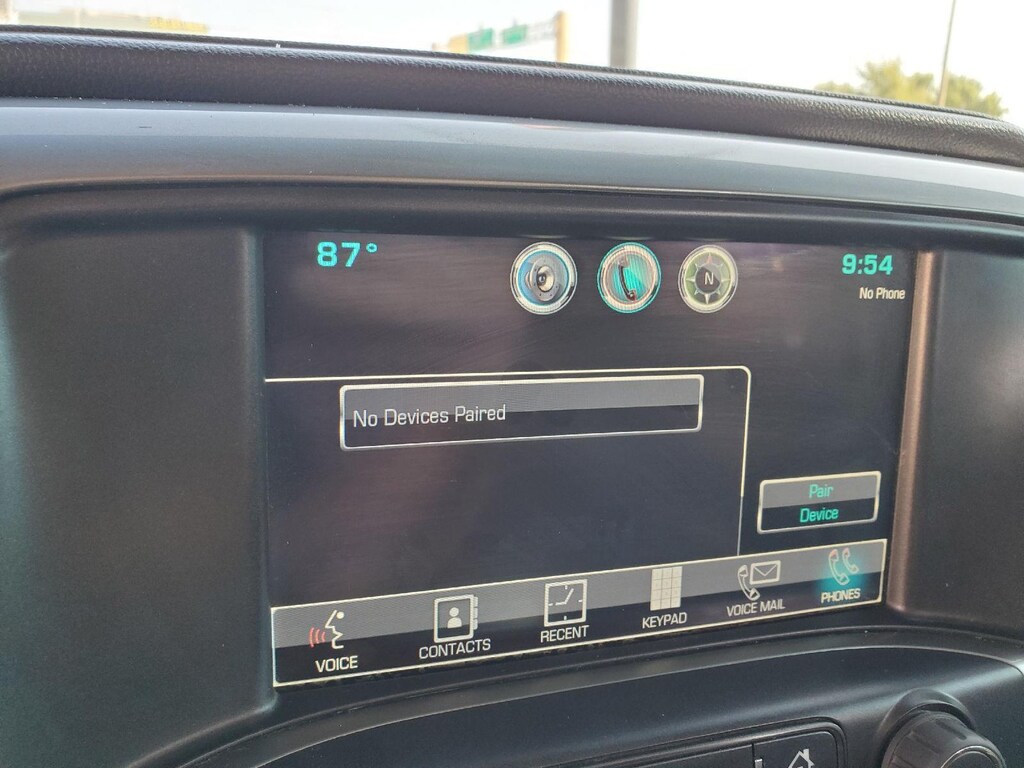 87°
N
9:54
No Phone
No Devices Paired
Pair
Device
VOICE
CONTACTS
RECENT
KEYPAD
VOICE MAIL
PHONES